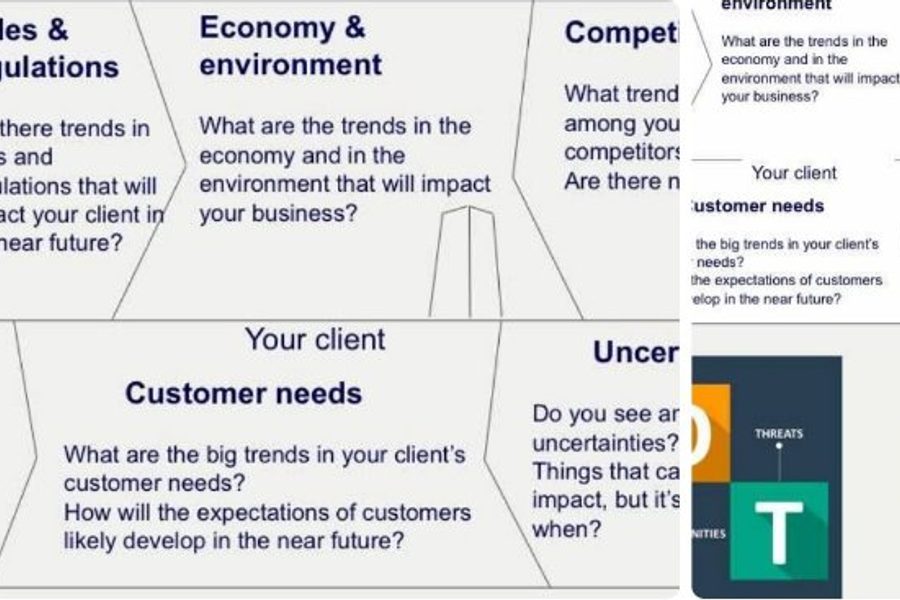 les &
gulations
there trends in
s and
ulations that will
act your client in
near future?
Economy &
environment
What are the trends in the
economy and in the
environment that will impact
your business?
Competi
What trend
among you
competitors
Are there n
Your client
Customer needs
What are the big trends in your client’s
customer needs?
How will the expectations of customers
likely develop in the near future?
Uncer
Do you see an
uncertainties?
Things that ca
impact, but it’s
when?
environment
What are the trends in the
economy and in the
environment that will impact
your business?
Your client
Customer needs
the big trends in your client’s
needs?
the expectations of customers
elop in the near future?
O
THREATS
NITIES
T